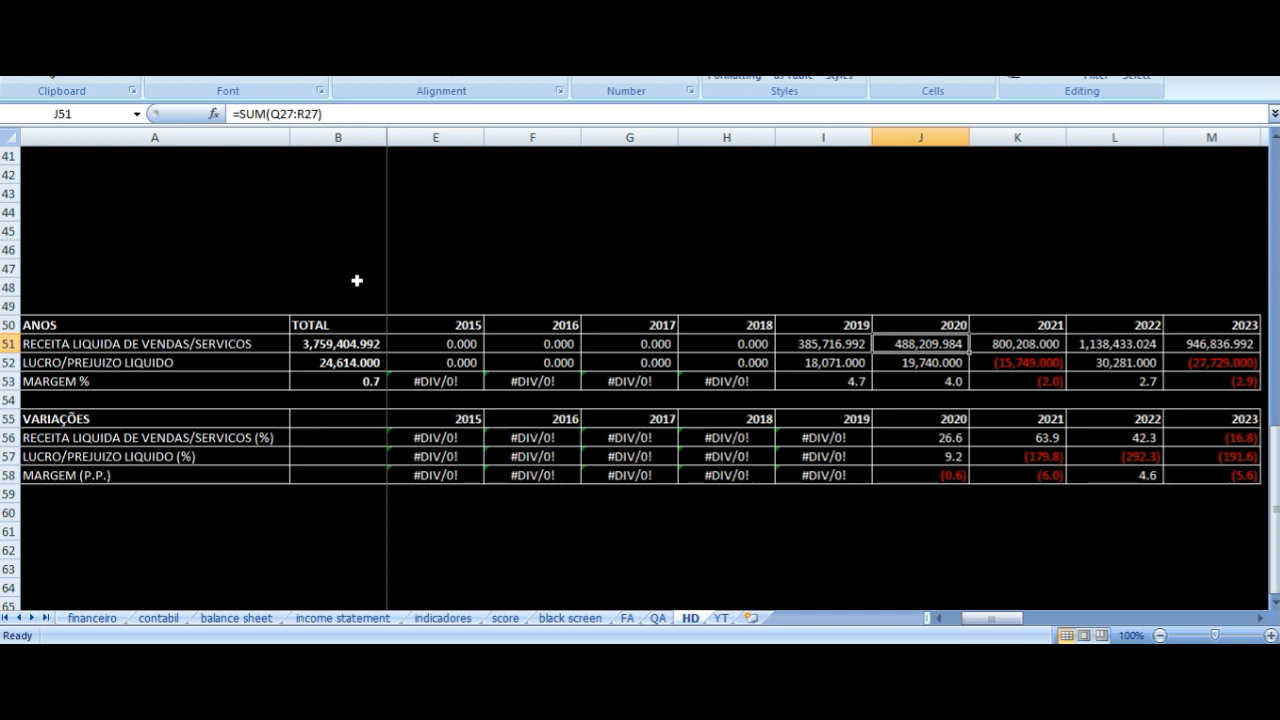 Formatting as Table Styles Filter Select
Clipboard Font Alignment Number Styles Cells Editing
J51 fx =SUM(Q27:R27)
A B E F G H I J K L M
41
42
43
44
45
46
47
48
49
50 ANOS TOTAL 2015 2016 2017 2018 2019 2020 2021 2022 2023
51 RECEITA LIQUIDA DE VENDAS/SERVICOS 3,759,404.992 0.000 0.000 0.000 0.000 385,716.992 488,209.984 800,208.000 1,138,433.024 946,836.992
52 LUCRO/PREJUIZO LIQUIDO 24,614.000 0.000 0.000 0.000 0.000 18,071.000 19,740.000 (15,749.000) 30,281.000 (27,729.000)
53 MARGEM % 0.7 #DIV/0! #DIV/0! #DIV/0! #DIV/0! 4.7 4.0 (2.0) 2.7 (2.9)
54
55 VARIAÇÕES 2015 2016 2017 2018 2019 2020 2021 2022 2023
56 RECEITA LIQUIDA DE VENDAS/SERVICOS (%) #DIV/0! #DIV/0! #DIV/0! #DIV/0! #DIV/0! 26.6 63.9 42.3 (16.8)
57 LUCRO/PREJUIZO LIQUIDO (%) #DIV/0! #DIV/0! #DIV/0! #DIV/0! #DIV/0! 9.2 (179.8) (292.3) (191.6)
58 MARGEM (P.P.) #DIV/0! #DIV/0! #DIV/0! #DIV/0! #DIV/0! (0.6) (6.0) 4.6 (5.6)
59
60
61
62
63
64
65
financeiro contabil balance sheet income statement indicadores score black screen FA QA HD YT
Ready 100%